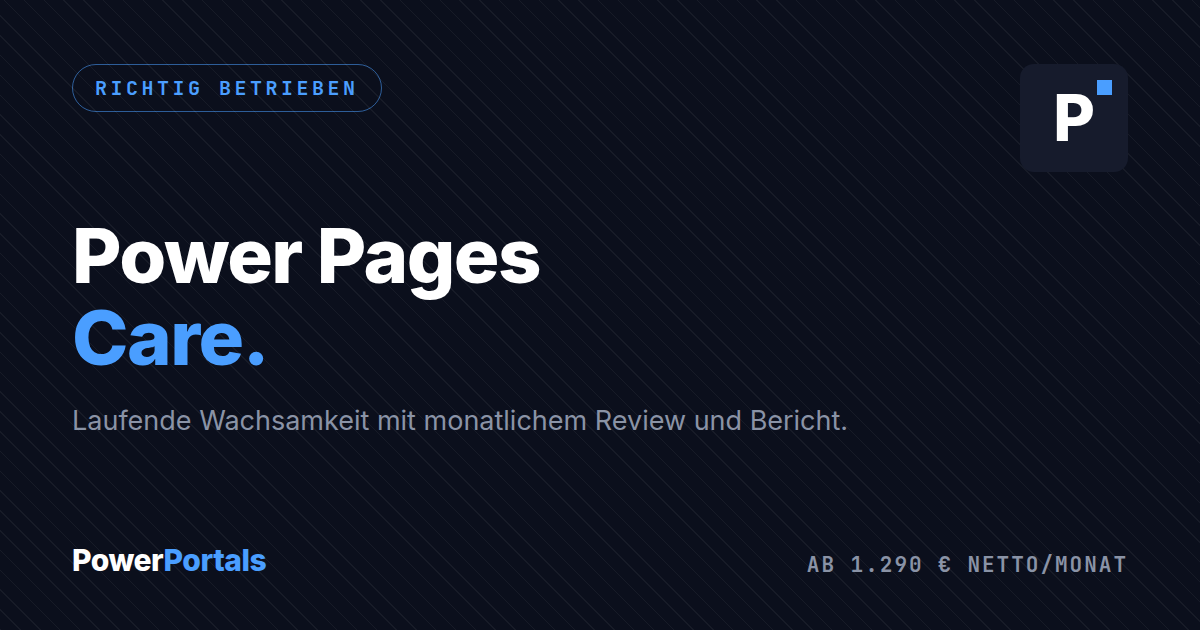 RICHTIG BETRIEBEN
P
Power Pages
Care.
Laufende Wachsamkeit mit monatlichem Review und Bericht.
PowerPortals
AB 1.290 € NETTO/MONAT